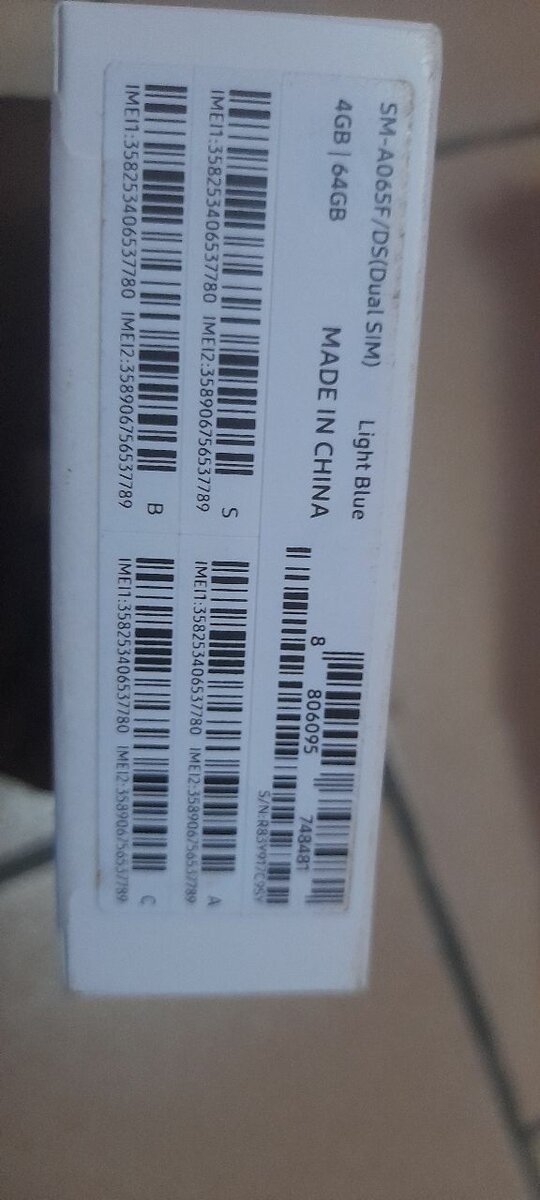 SM-A065F/DS(Dual SIM) Light Blue
4GB | 64GB MADE IN CHINA
8 806095 748481
IMEI1:358253406537780 IMEI2:358906756537789
S
IMEI1:358253406537780 IMEI2:358906756537789
A
IMEI1:358253406537780 IMEI2:358906756537789
B
IMEI1:358253406537780 IMEI2:358906756537789
C